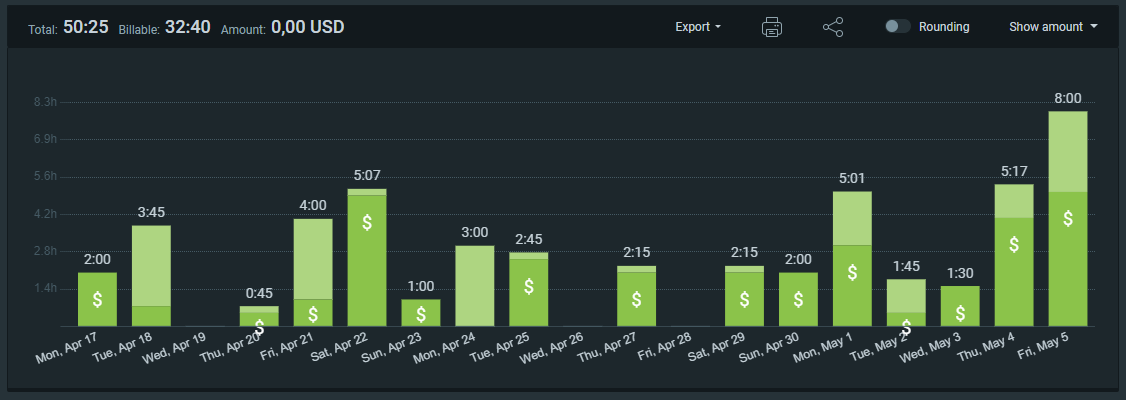 Total: 50:25 Billable: 32:40 Amount: 0,00 USD Export Rounding Show amount
8.3h
6.9h
5.6h
4.2h
2.8h
1.4h
2:00 3:45 0:45 4:00 5:07 1:00 3:00 2:45 2:15 2:15 2:00 5:01 1:45 1:30 5:17 8:00
$ $ $ $ $ $ $ $ $ $ $ $ $ $
Mon, Apr 17 Tue, Apr 18 Wed, Apr 19 Thu, Apr 20 Fri, Apr 21 Sat, Apr 22 Sun, Apr 23 Mon, Apr 24 Tue, Apr 25 Wed, Apr 26 Thu, Apr 27 Fri, Apr 28 Sat, Apr 29 Sun, Apr 30 Mon, May 1 Tue, May 2 Wed, May 3 Thu, May 4 Fri, May 5